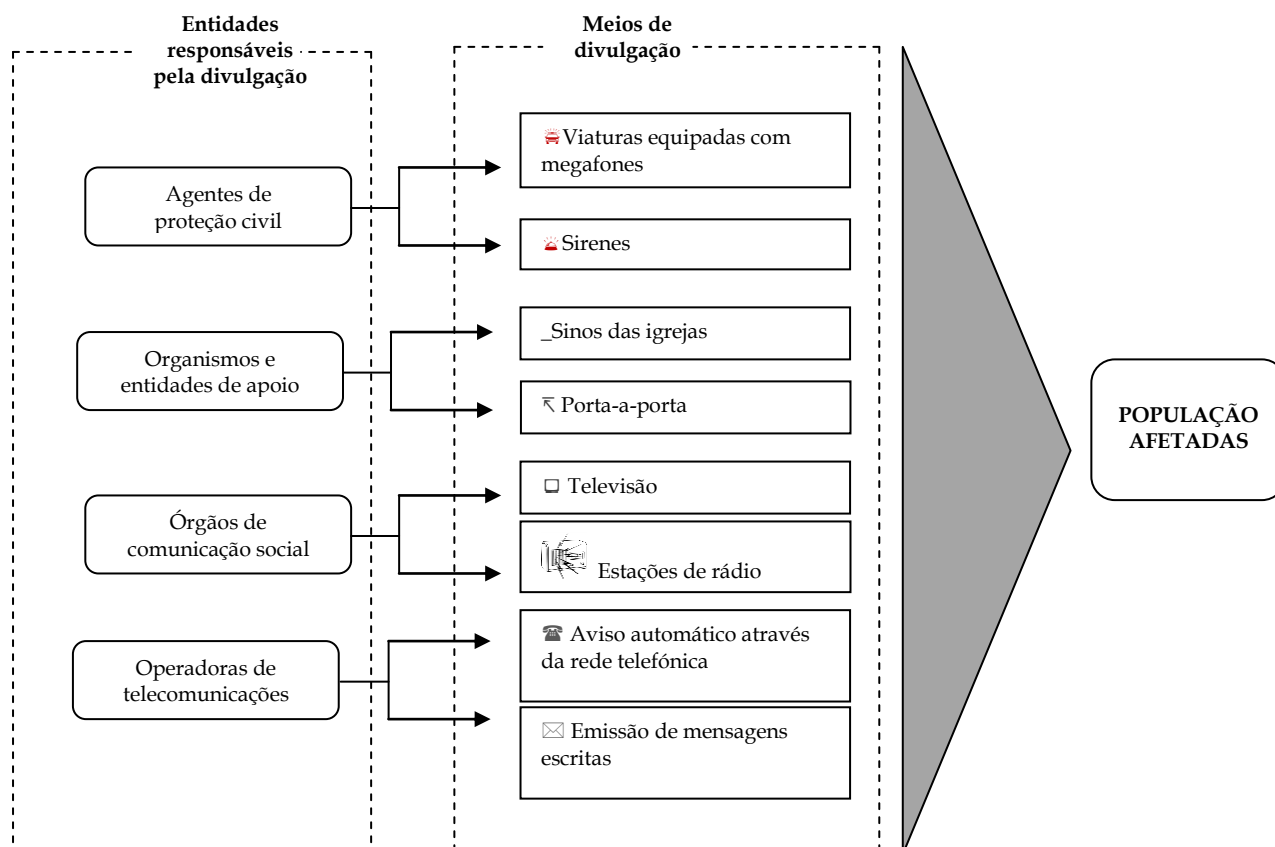 Entidades
responsáveis
pela divulgação
Meios de
divulgação
Agentes de
proteção civil
Viaturas equipadas com
megafones
Sirenes
Organismos e
entidades de apoio
_Sinos das igrejas
Porta-a-porta
Órgãos de
comunicação social
Televisão
Estações de rádio
Operadoras de
telecomunicações
Aviso automático através
da rede telefónica
Emissão de mensagens
escritas
POPULAÇÃO
AFETADAS